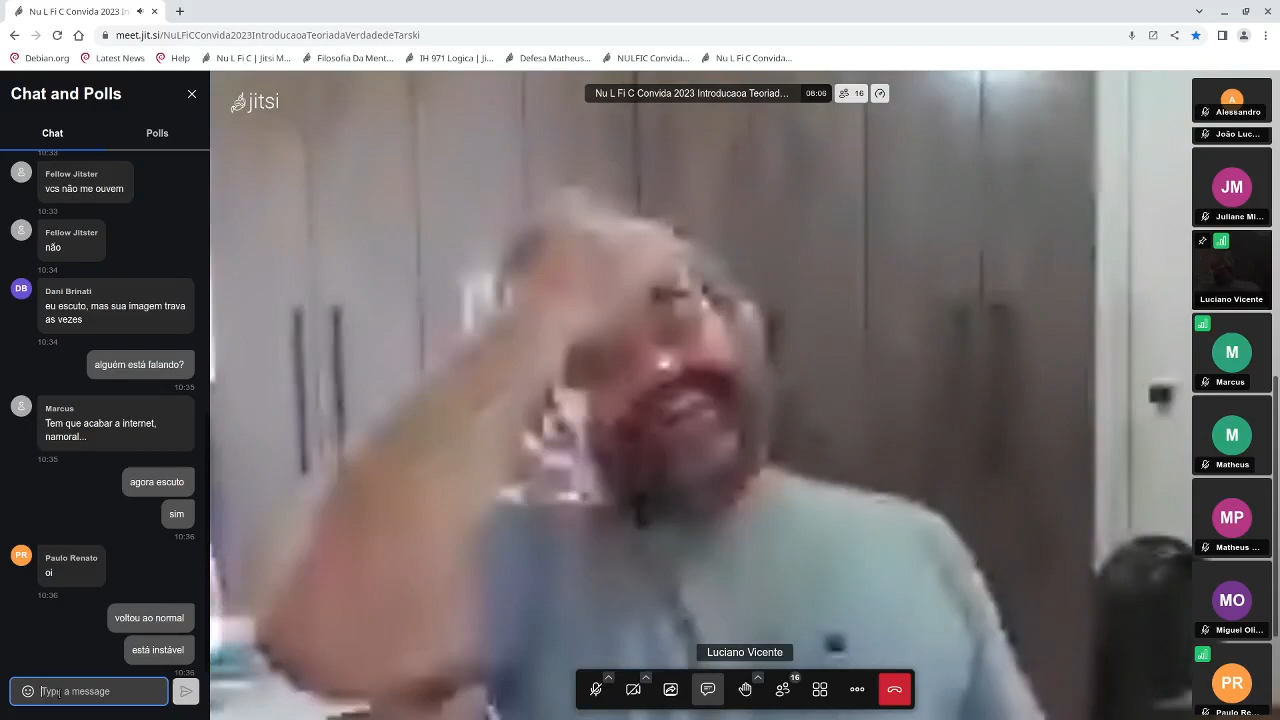 Nu L Fi C Convida 2023 In
meet.jit.si/NuLFiCConvida2023IntroducaoaTeoriadaVerdadedeTarski
Debian.org
Latest News
Help
Nu L Fi C | Jitsi M...
Filosofia Da Ment...
IH 971 Logica | Ji...
Defesa Matheus...
NULFIC Convida...
Nu L Fi C Convida...
Chat and Polls
Chat
Polls
10:33
Fellow Jitster
vcs não me ouvem
10:33
Fellow Jitster
não
10:34
DB
Dani Brinati
eu escuto, mas sua imagem trava
as vezes
10:34
alguém está falando?
10:35
Marcus
Tem que acabar a internet,
namoral...
10:35
agora escuto
sim
10:36
PR
Paulo Renato
oi
10:36
voltou ao normal
está instável
10:36
Type a message
jitsi
Nu L Fi C Convida 2023 Introducaoa Teoriad...
08:06
16
Luciano Vicente
16
A
Alessandro
João Luc...
JM
Juliane Mi...
Luciano Vicente
M
Marcus
M
Matheus
MP
Matheus ...
MO
Miguel Oli...
PR
Paulo Re...